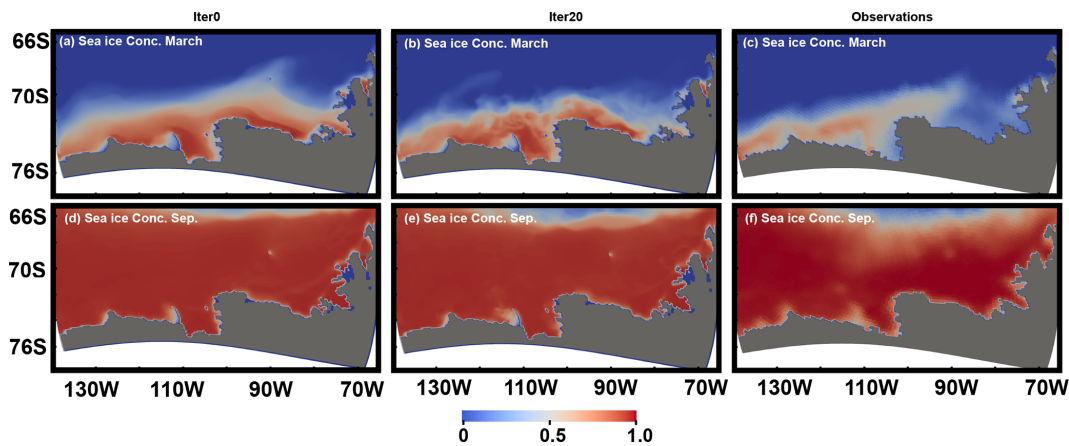 Iter0 Iter20 Observations
66S (a) Sea ice Conc. March (b) Sea ice Conc. March (c) Sea ice Conc. March
70S
76S
66S (d) Sea ice Conc. Sep. (e) Sea ice Conc. Sep. (f) Sea ice Conc. Sep.
70S
76S
130W 110W 90W 70W 130W 110W 90W 70W 130W 110W 90W 70W
0 0.5 1.0